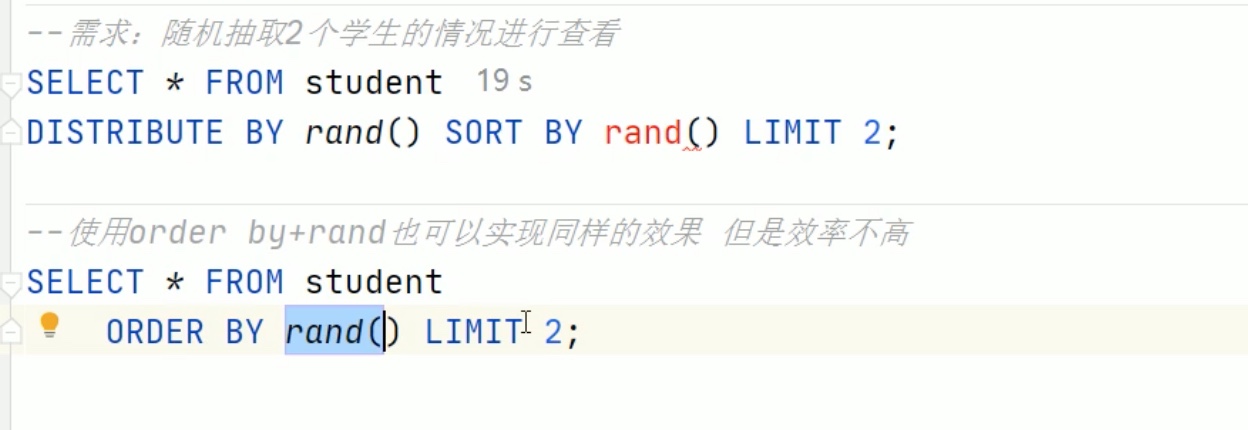 --需求：随机抽取2个学生的情况进行查看
SELECT * FROM student 19 s
DISTRIBUTE BY rand() SORT BY rand() LIMIT 2;
--使用order by+rand也可以实现同样的效果 但是效率不高
SELECT * FROM student
ORDER BY rand() LIMIT 2;